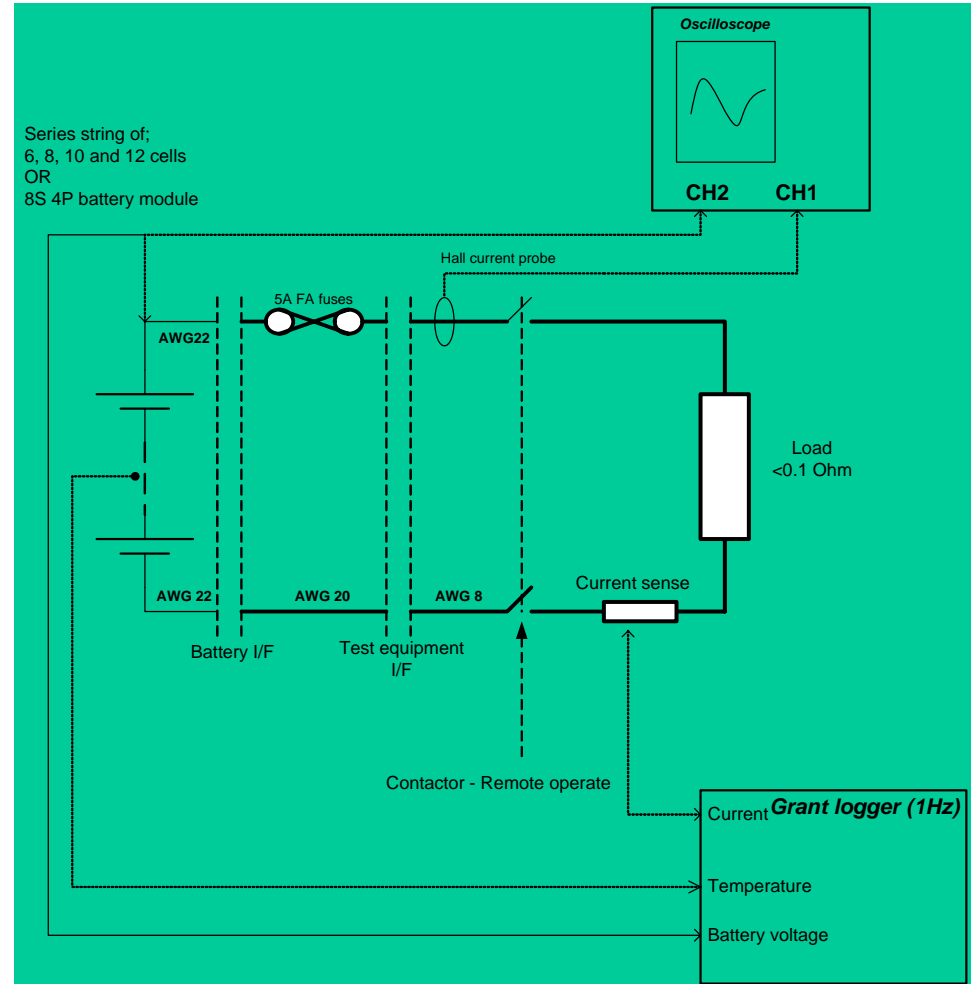 Oscilloscope
CH2 CH1
Series string of;
6, 8, 10 and 12 cells
OR
8S 4P battery module
Hall current probe
5A FA fuses
AWG22
Load
<0.1 Ohm
AWG 22
AWG 20
AWG 8
Current sense
Battery I/F
Test equipment
I/F
Contactor - Remote operate
Grant logger (1Hz)
Current
Temperature
Battery voltage